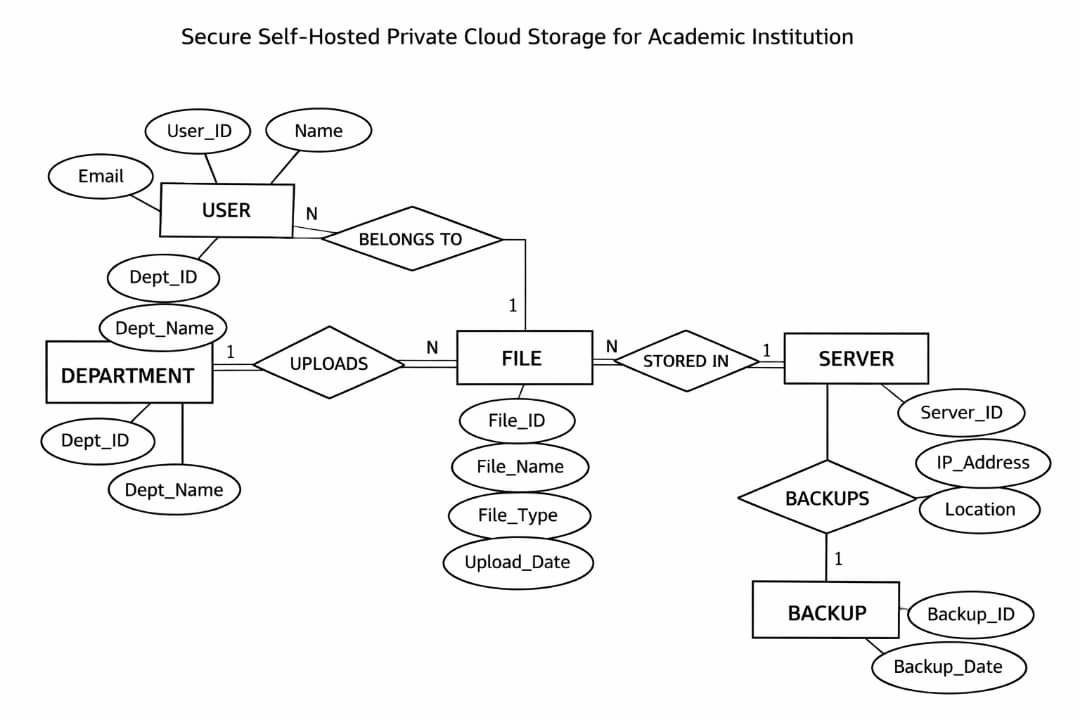 Secure Self-Hosted Private Cloud Storage for Academic Institution
User_ID
Name
Email
USER
N
BELONGS TO
Dept_ID
1
Dept_Name
DEPARTMENT
1
UPLOADS
N
FILE
N
STORED IN
1
SERVER
Dept_ID
Dept_Name
File_ID
File_Name
File_Type
Upload_Date
Server_ID
IP_Address
Location
BACKUPS
1
BACKUP
Backup_ID
Backup_Date